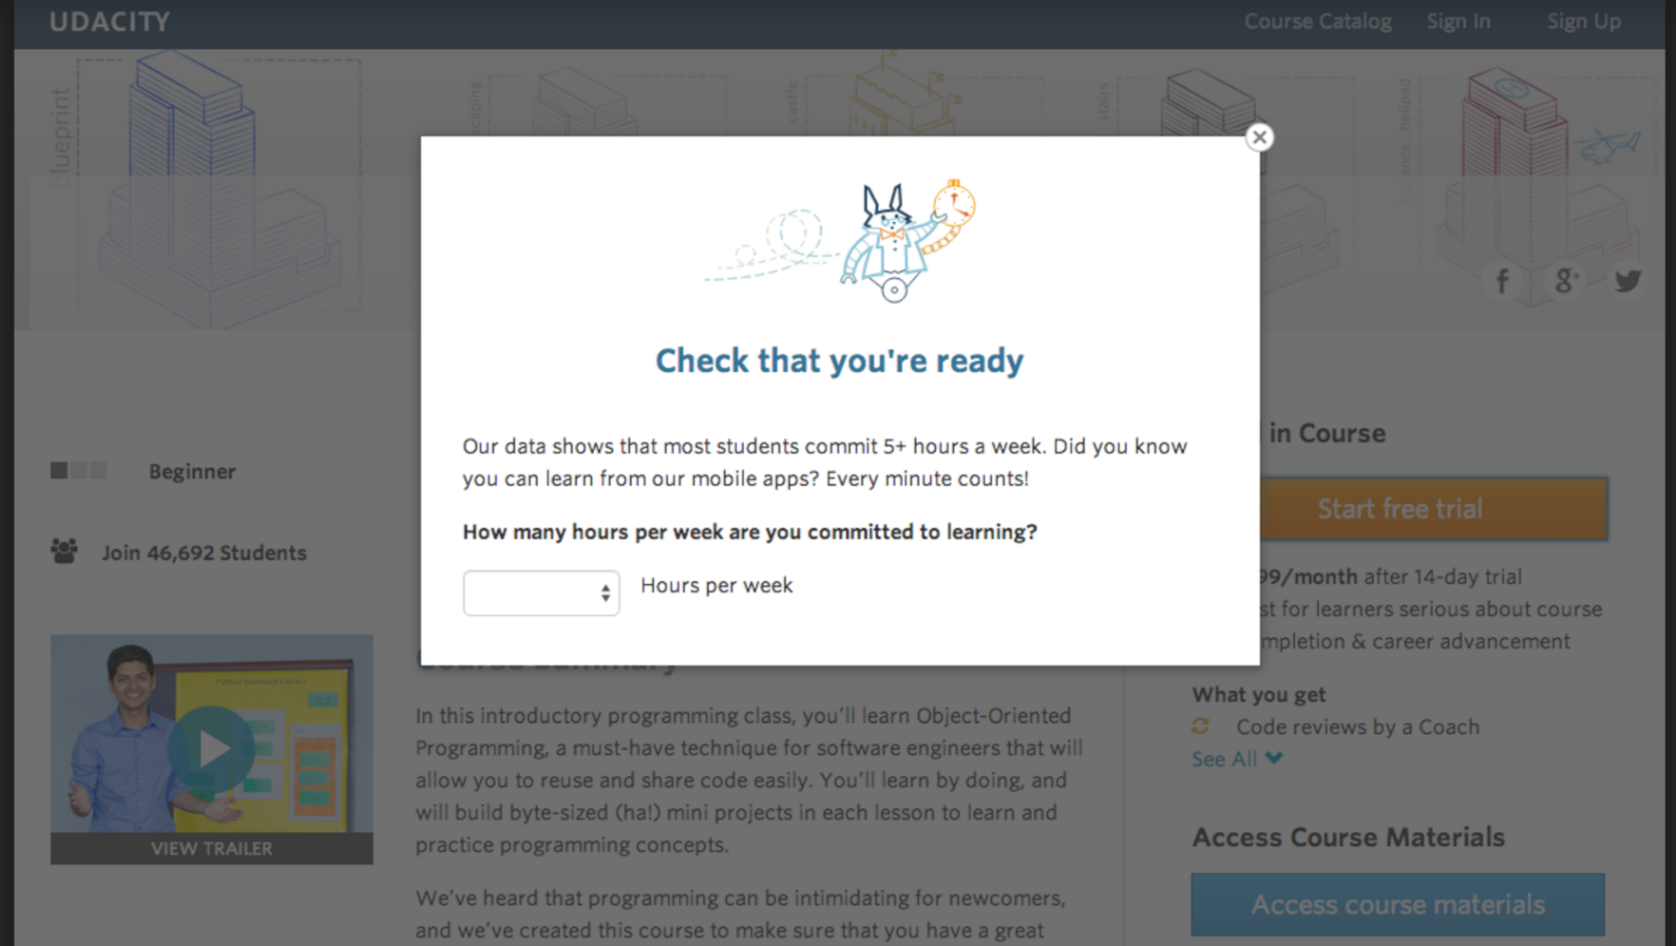 UDACITY
Course Catalog
Sign In
Sign Up
blueprint
scaping
castle
stairs
ance helipad
Check that you're ready
Our data shows that most students commit 5+ hours a week. Did you know
you can learn from our mobile apps? Every minute counts!
How many hours per week are you committed to learning?
Hours per week
Beginner
Join 46,692 Students
VIEW TRAILER
In this introductory programming class, you'll learn Object-Oriented
Programming, a must-have technique for software engineers that will
allow you to reuse and share code easily. You'll learn by doing, and
will build byte-sized (ha!) mini projects in each lesson to learn and
practice programming concepts.
We've heard that programming can be intimidating for newcomers,
and we've created this course to make sure that you have a great
in Course
Start free trial
99/month after 14-day trial
st for learners serious about course
mpletion & career advancement
What you get
Code reviews by a Coach
See All
Access Course Materials
Access course materials